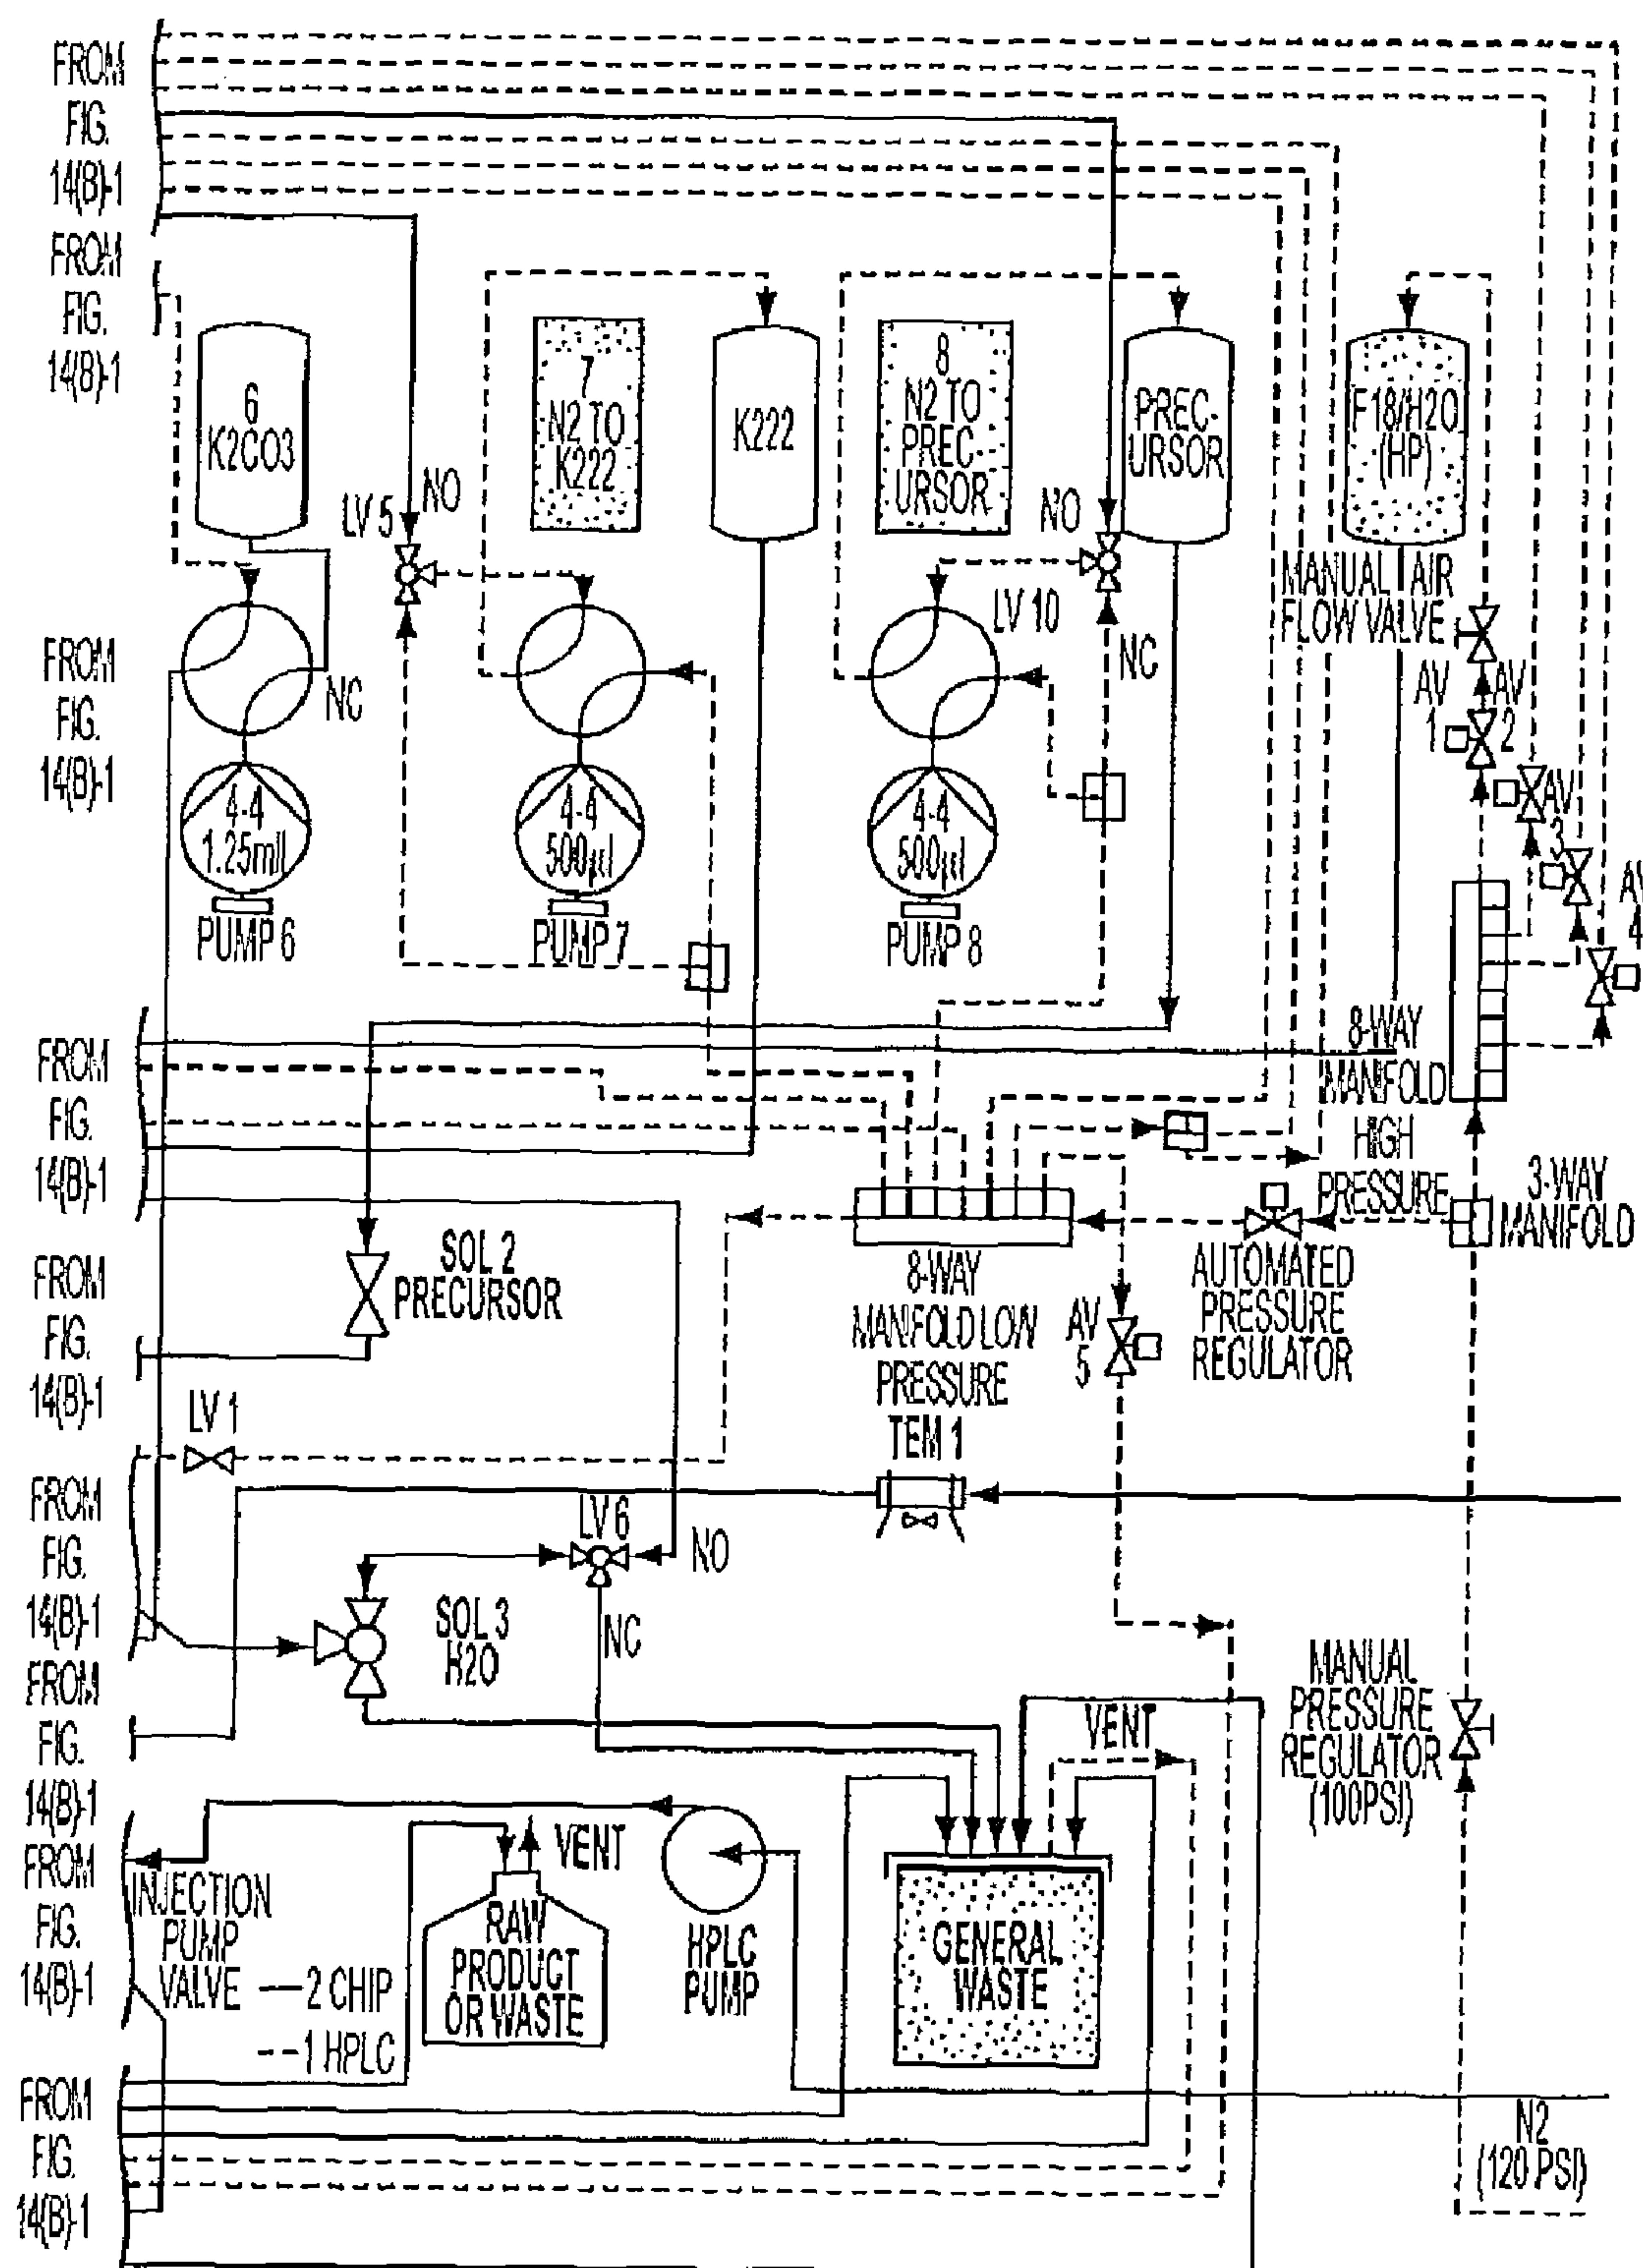 FROM
FIG.
14(B)-1
FROM
FIG.
14(B)-1
6
K2CO3
7
N2 TO
K222
K222
8
N2 TO
PREC-
URSOR
PREC-
URSOR
F18/H2O
(HP)
LV 5
NO
NO
MANUAL AIR
FLOW VALVE
LV 10
NC
NC
FROM
FIG.
14(B)-1
AV
1
AV
2
AV
3
AV
4
4-4
1.25mll
PUMP 6
4-4
500µl
PUMP 7
4-4
500µl
PUMP 8
FROM
FIG.
14(B)-1
8-WAY
MANIFOLD
HIGH
PRESSURE
3-WAY
MANIFOLD
SOL 2
PRECURSOR
8-WAY
MANIFOLD LOW
PRESSURE
AV
5
AUTOMATED
PRESSURE
REGULATOR
FROM
FIG.
14(B)-1
LV 1
TEM 1
FROM
FIG.
14(B)-1
LV 6
NO
NC
SOL 3
H2O
FROM
FIG.
14(B)-1
MANUAL
PRESSURE
REGULATOR
(100PSI)
VENT
VENT
FROM
FIG.
14(B)-1
INJECTION
PUMP
VALVE
2 CHIP
1 HPLC
RAW
PRODUCT
OR WASTE
HPLC
PUMP
GENERAL
WASTE
FROM
FIG.
14(B)-1
N2
(120 PSI)